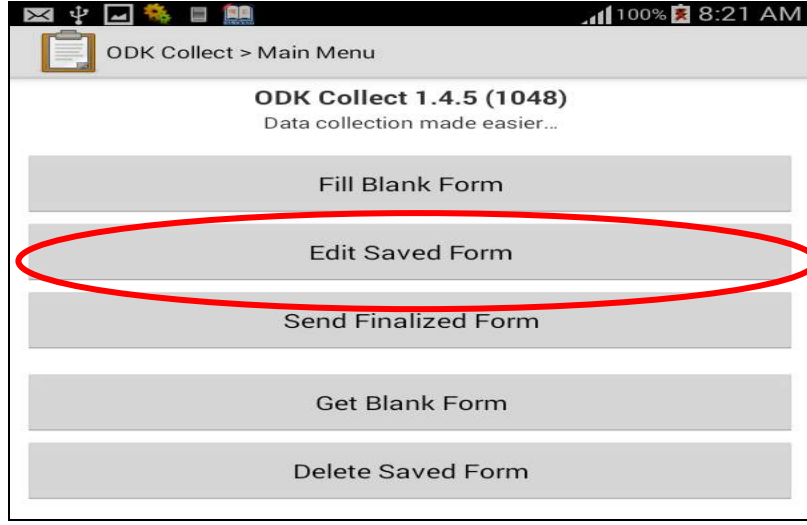 100% 8:21 AM
ODK Collect > Main Menu
ODK Collect 1.4.5 (1048)
Data collection made easier...
Fill Blank Form
Edit Saved Form
Send Finalized Form
Get Blank Form
Delete Saved Form